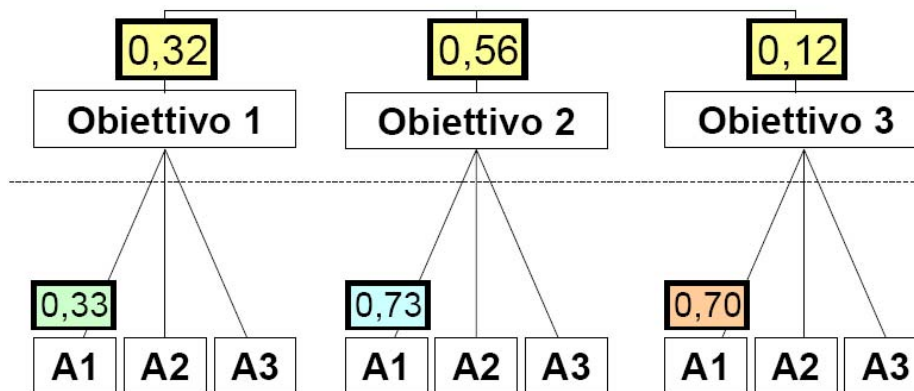 0,32 0,56 0,12
Obiettivo 1 Obiettivo 2 Obiettivo 3
0,33 0,73 0,70
A1 A2 A3 A1 A2 A3 A1 A2 A3